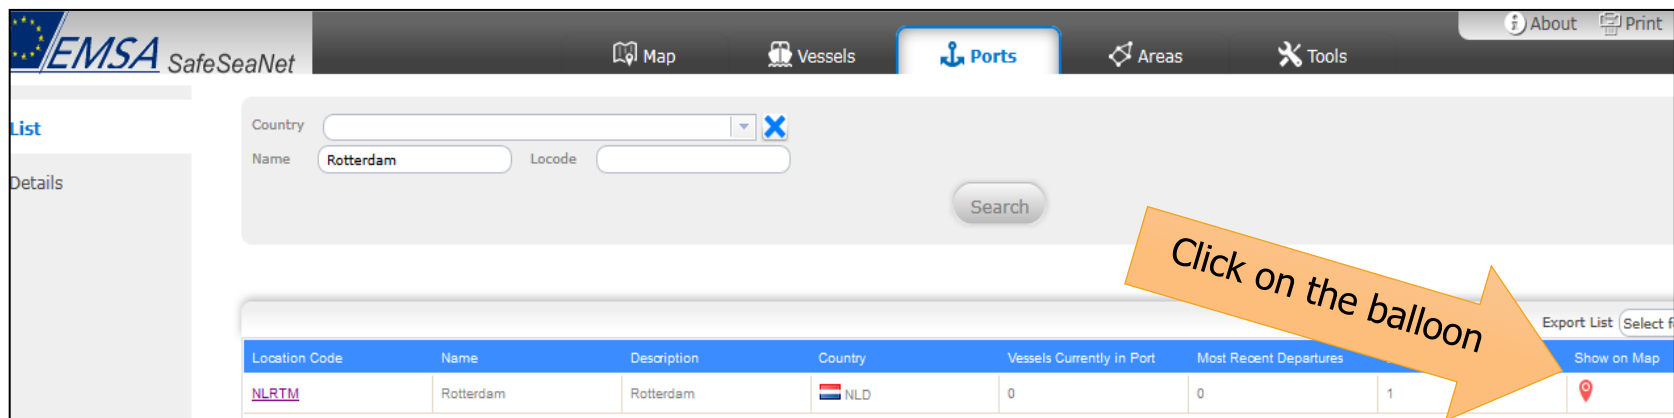 About Print
EMSA SafeSeaNet
Map Vessels Ports Areas Tools
List
Details
Country
Name Rotterdam Locode
Search
Click on the balloon
Export List Select f
Location Code Name Description Country Vessels Currently in Port Most Recent Departures Show on Map
NLRTM Rotterdam Rotterdam NLD 0 0 1